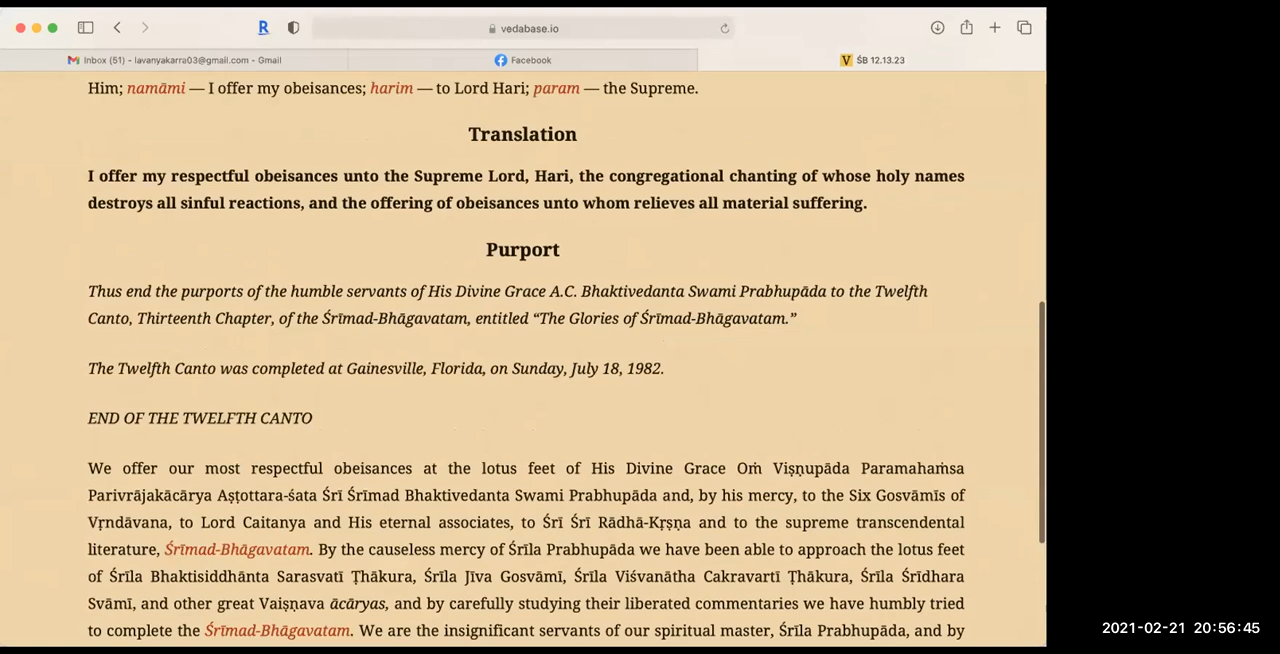 vedabase.io
Inbox (51) - lavanyakarra03@gmail.com - Gmail
Facebook
V ŚB 12.13.23
Him; namāmi — I offer my obeisances; harim — to Lord Hari; param — the Supreme.
Translation
I offer my respectful obeisances unto the Supreme Lord, Hari, the congregational chanting of whose holy names
destroys all sinful reactions, and the offering of obeisances unto whom relieves all material suffering.
Purport
Thus end the purports of the humble servants of His Divine Grace A.C. Bhaktivedanta Swami Prabhupāda to the Twelfth
Canto, Thirteenth Chapter, of the Śrīmad-Bhāgavatam, entitled “The Glories of Śrīmad-Bhāgavatam.”
The Twelfth Canto was completed at Gainesville, Florida, on Sunday, July 18, 1982.
END OF THE TWELFTH CANTO
We offer our most respectful obeisances at the lotus feet of His Divine Grace Oṁ Viṣṇupāda Paramahaṁsa
Parivrājakācārya Aṣṭottara-śata Śrī Śrīmad Bhaktivedanta Swami Prabhupāda and, by his mercy, to the Six Gosvāmīs of
Vṛndāvana, to Lord Caitanya and His eternal associates, to Śrī Śrī Rādhā-Kṛṣṇa and to the supreme transcendental
literature, Śrīmad-Bhāgavatam. By the causeless mercy of Śrīla Prabhupāda we have been able to approach the lotus feet
of Śrīla Bhaktisiddhānta Sarasvatī Ṭhākura, Śrīla Jīva Gosvāmī, Śrīla Viśvanātha Cakravartī Ṭhākura, Śrīla Śrīdhara
Svāmī, and other great Vaiṣṇava ācāryas, and by carefully studying their liberated commentaries we have humbly tried
to complete the Śrīmad-Bhāgavatam. We are the insignificant servants of our spiritual master, Śrīla Prabhupāda, and by
2021-02-21 20:56:45